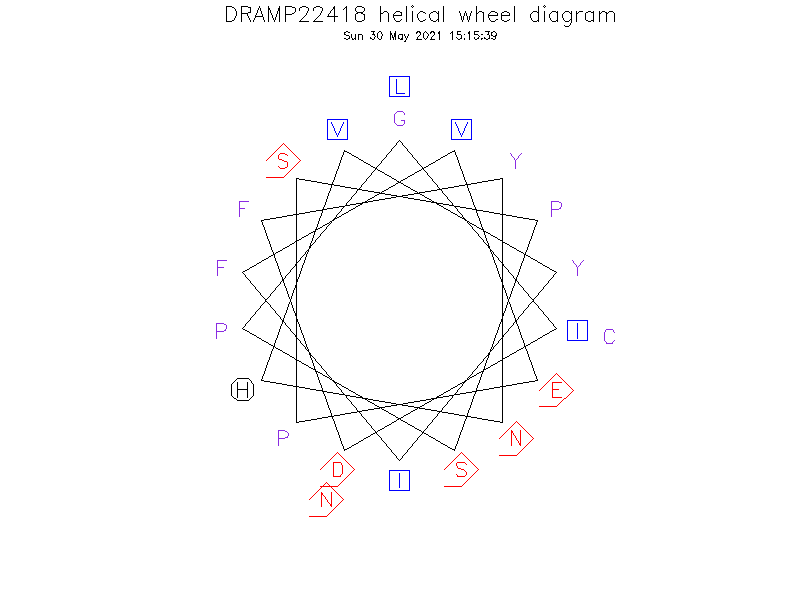 DRAMP22418 helical wheel diagram
Sun 30 May 2021 15:15:39
L
G
V V
S Y
F P
F Y
P I C
H E
P N
D I S
N